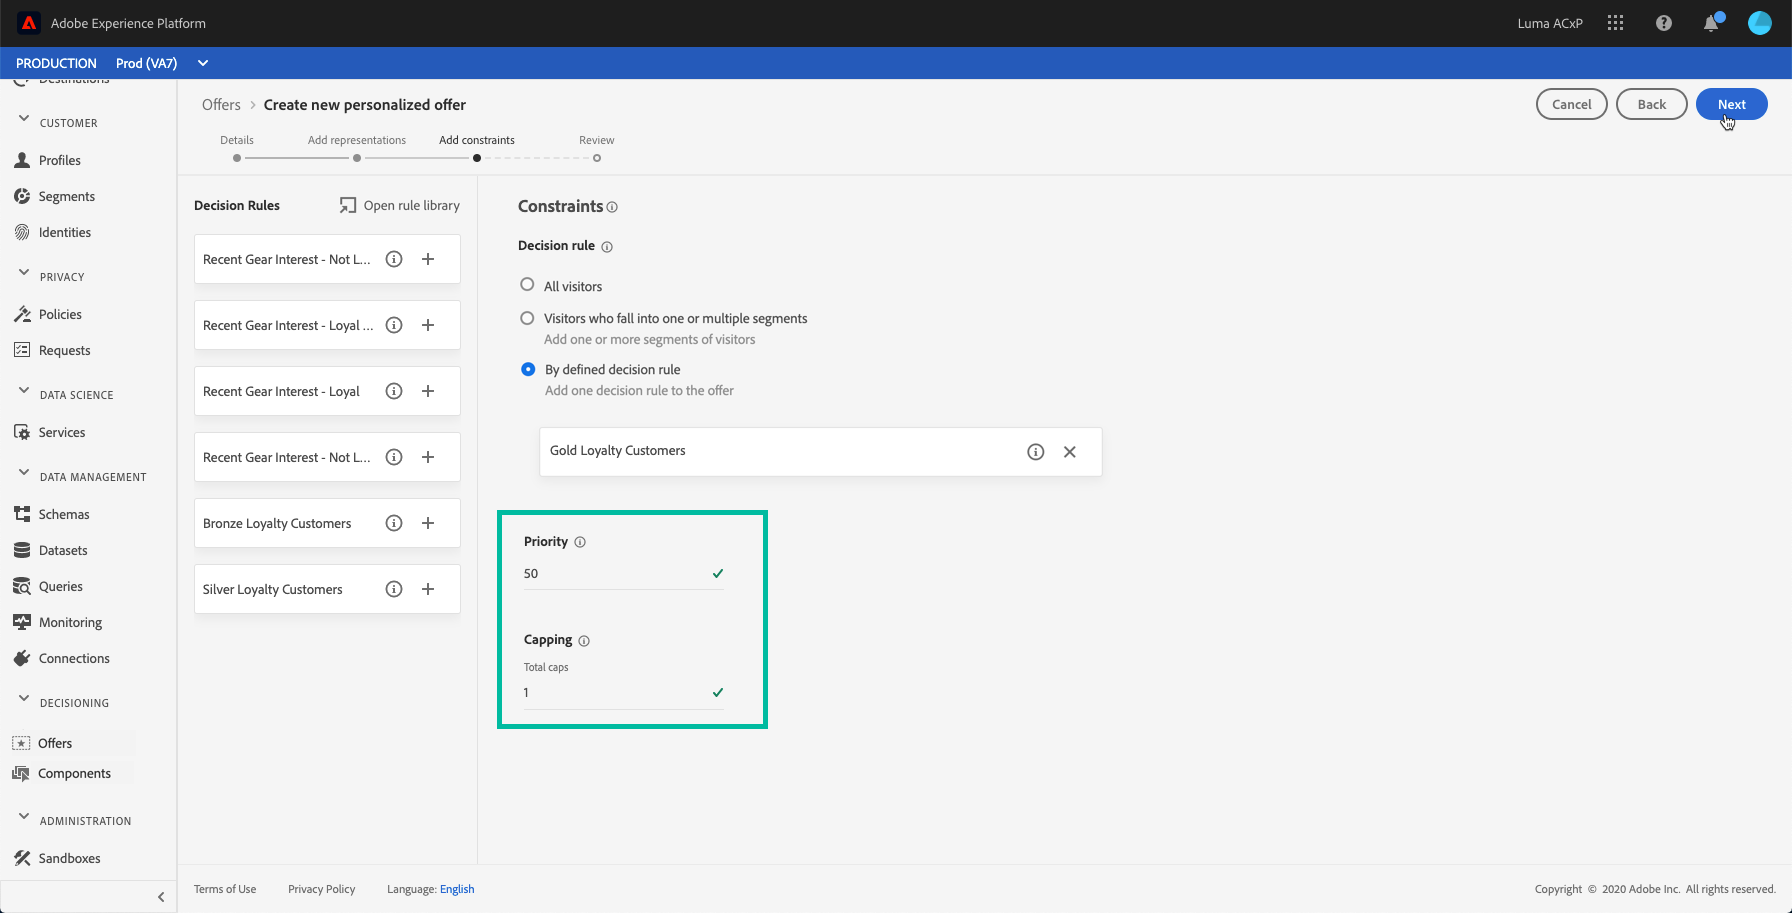 Adobe Experience Platform
Luma ACxP
PRODUCTION Prod (VA7)
Destinations
CUSTOMER
Profiles
Segments
Identities
PRIVACY
Policies
Requests
DATA SCIENCE
Services
DATA MANAGEMENT
Schemas
Datasets
Queries
Monitoring
Connections
DECISIONING
Offers
Components
ADMINISTRATION
Sandboxes
Offers > Create new personalized offer
Cancel
Back
Next
Details
Add representations
Add constraints
Review
Decision Rules
Open rule library
Recent Gear Interest - Not L...
Recent Gear Interest - Loyal ...
Recent Gear Interest - Loyal
Recent Gear Interest - Not L...
Bronze Loyalty Customers
Silver Loyalty Customers
Constraints
Decision rule
All visitors
Visitors who fall into one or multiple segments
Add one or more segments of visitors
By defined decision rule
Add one decision rule to the offer
Gold Loyalty Customers
Priority
50
Capping
Total caps
1
Terms of Use
Privacy Policy
Language: English
Copyright © 2020 Adobe Inc. All rights reserved.